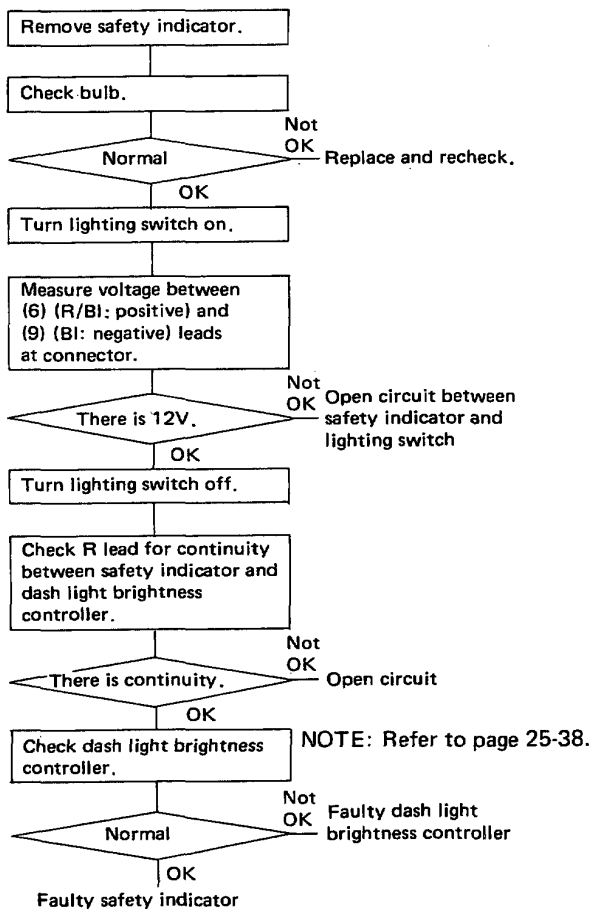 Remove safety indicator.
Check bulb.
Not
OK
Normal
Replace and recheck.
OK
Turn lighting switch on.
Measure voltage between
(6) (R/Bl: positive) and
(9) (Bl: negative) leads
at connector.
Not
OK
There is 12V.
Open circuit between
safety indicator and
lighting switch
OK
Turn lighting switch off.
Check R lead for continuity
between safety indicator and
dash light brightness
controller.
Not
OK
There is continuity.
Open circuit
OK
Check dash light brightness
controller.
NOTE: Refer to page 25-38.
Not
OK
Normal
Faulty dash light
brightness controller
OK
Faulty safety indicator